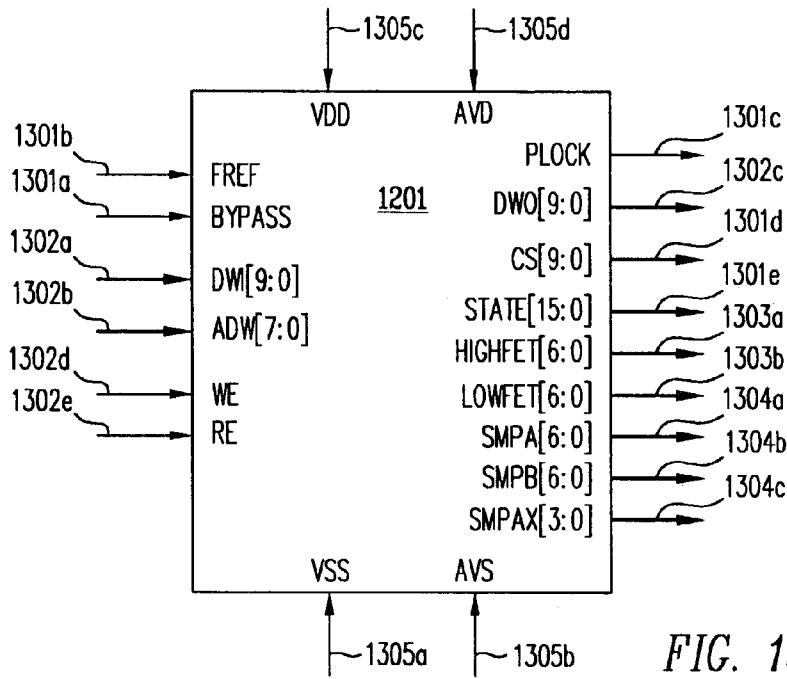 1305c 1305d
VDD AVD
1301b FREF PLOCK 1301c
1301a BYPASS 1201 DWO[9:0] 1302c
1302a DWI[9:0] CS[9:0] 1301d
1302b ADW[7:0] STATE[15:0] 1301e
HIGHFET[6:0] 1303a
1302d WE LOWFET[6:0] 1303b
1302e RE SMPA[6:0] 1304a
SMPB[6:0] 1304b
SMPAX[3:0] 1304c
VSS AVS
1305a 1305b
FIG.